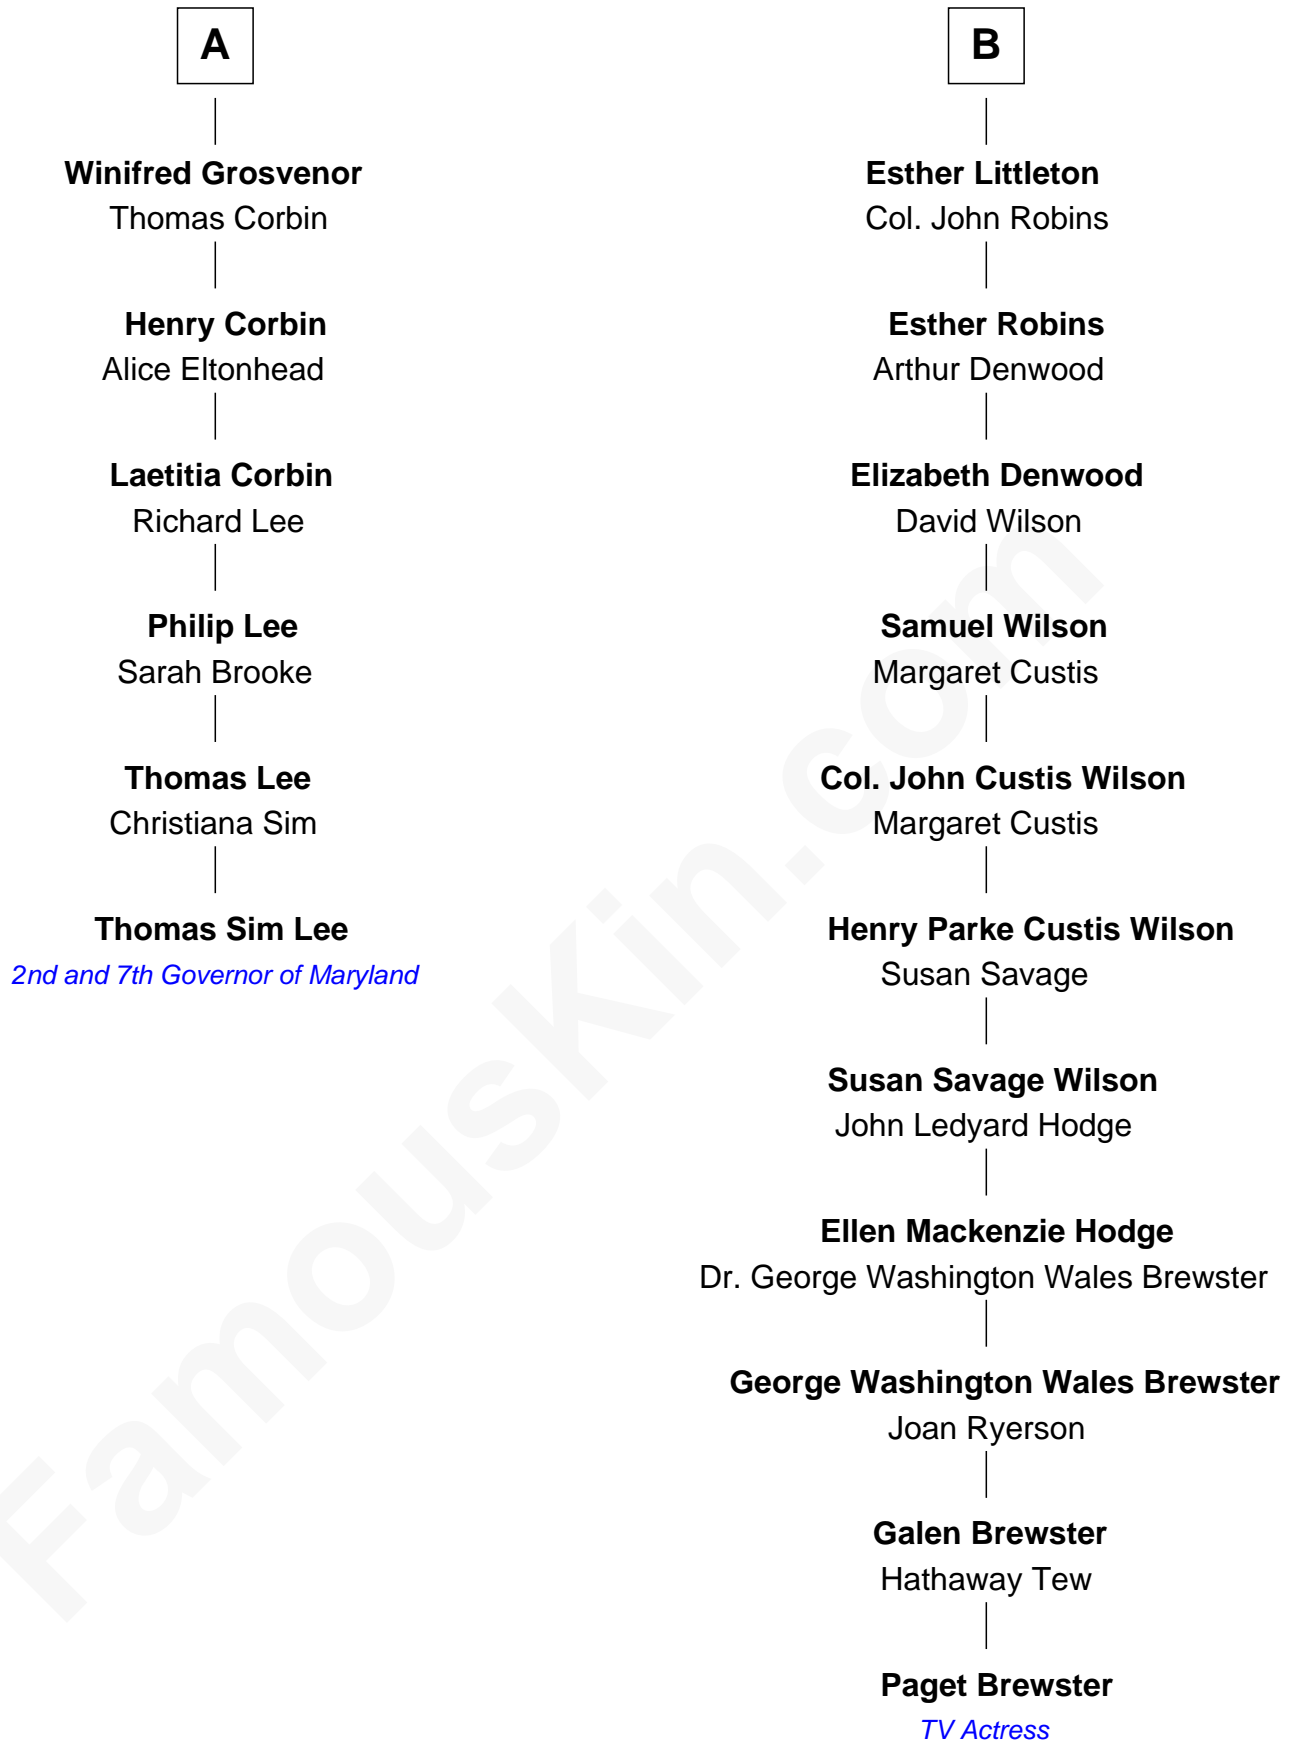 A
Winifred Grosvenor
Thomas Corbin
Henry Corbin
Alice Eltonhead
Laetitia Corbin
Richard Lee
Philip Lee
Sarah Brooke
Thomas Lee
Christiana Sim
Thomas Sim Lee
2nd and 7th Governor of Maryland
B
Esther Littleton
Col. John Robins
Esther Robins
Arthur Denwood
Elizabeth Denwood
David Wilson
Samuel Wilson
Margaret Custis
Col. John Custis Wilson
Margaret Custis
Henry Parke Custis Wilson
Susan Savage
Susan Savage Wilson
John Ledyard Hodge
Ellen Mackenzie Hodge
Dr. George Washington Wales Brewster
George Washington Wales Brewster
Joan Ryerson
Galen Brewster
Hathaway Tew
Paget Brewster
TV Actress
FamousKin.com